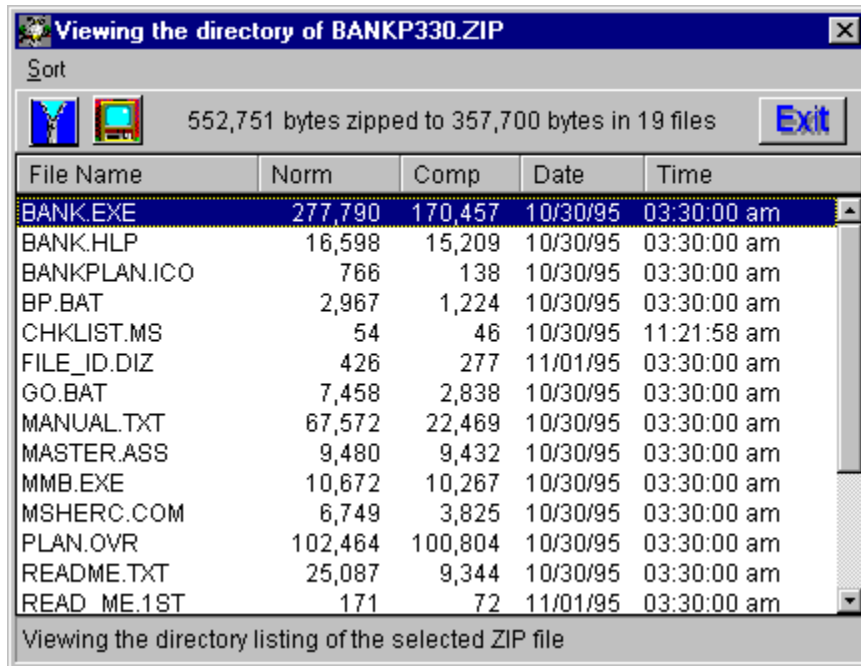 Viewing the directory of BANKP330.ZIP
Sort
552,751 bytes zipped to 357,700 bytes in 19 files Exit
File Name Norm Comp Date Time
BANK.EXE 277,790 170,457 10/30/95 03:30:00 am
BANK.HLP 16,598 15,209 10/30/95 03:30:00 am
BANKPLAN.ICO 766 138 10/30/95 03:30:00 am
BP.BAT 2,967 1,224 10/30/95 03:30:00 am
CHKLIST.MS 54 46 10/30/95 11:21:58 am
FILE_ID.DIZ 426 277 11/01/95 03:30:00 am
GO.BAT 7,458 2,838 10/30/95 03:30:00 am
MANUAL.TXT 67,572 22,469 10/30/95 03:30:00 am
MASTER.ASS 9,480 9,432 10/30/95 03:30:00 am
MMB.EXE 10,672 10,267 10/30/95 03:30:00 am
MSHERC.COM 6,749 3,825 10/30/95 03:30:00 am
PLAN.OVR 102,464 100,804 10/30/95 03:30:00 am
README.TXT 25,087 9,344 10/30/95 03:30:00 am
READ_ME.1ST 171 72 11/01/95 03:30:00 am
Viewing the directory listing of the selected ZIP file